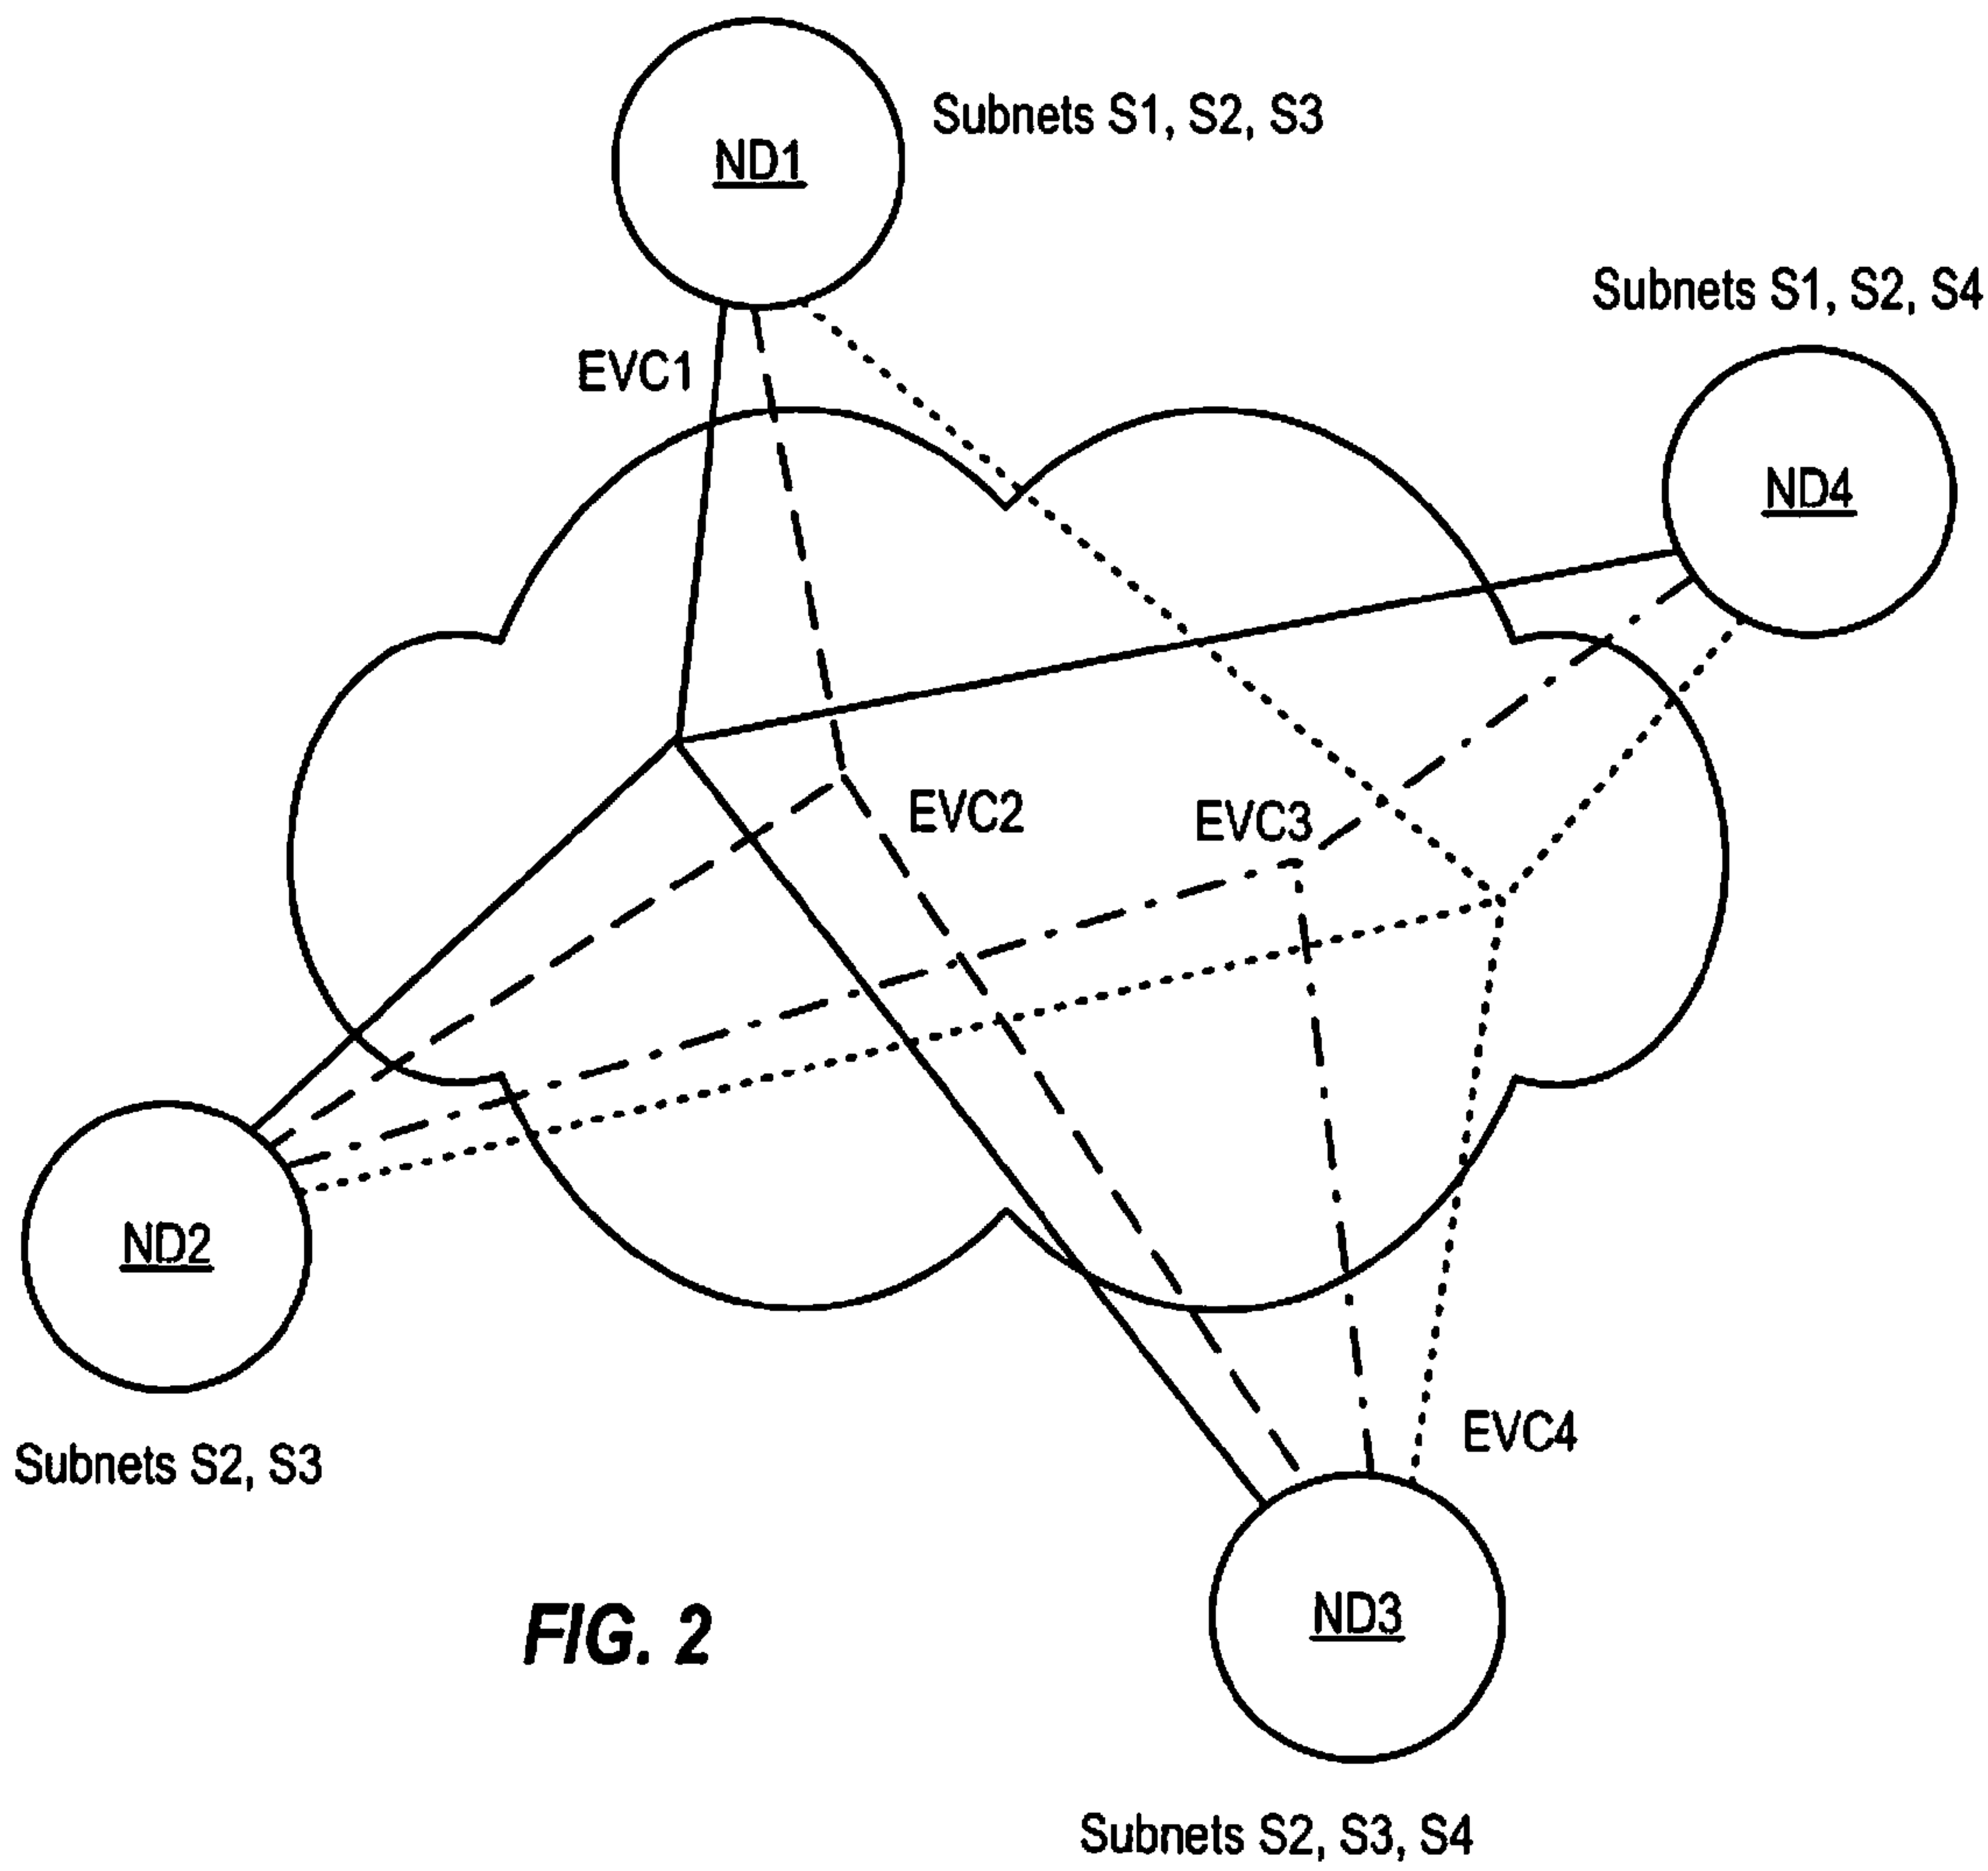 Subnets S1, S2, S3
ND1
Subnets S1, S2, S4
EVC1
ND4
EVC2
EVC3
ND2
EVC4
Subnets S2, S3
ND3
FIG. 2
Subnets S2, S3, S4